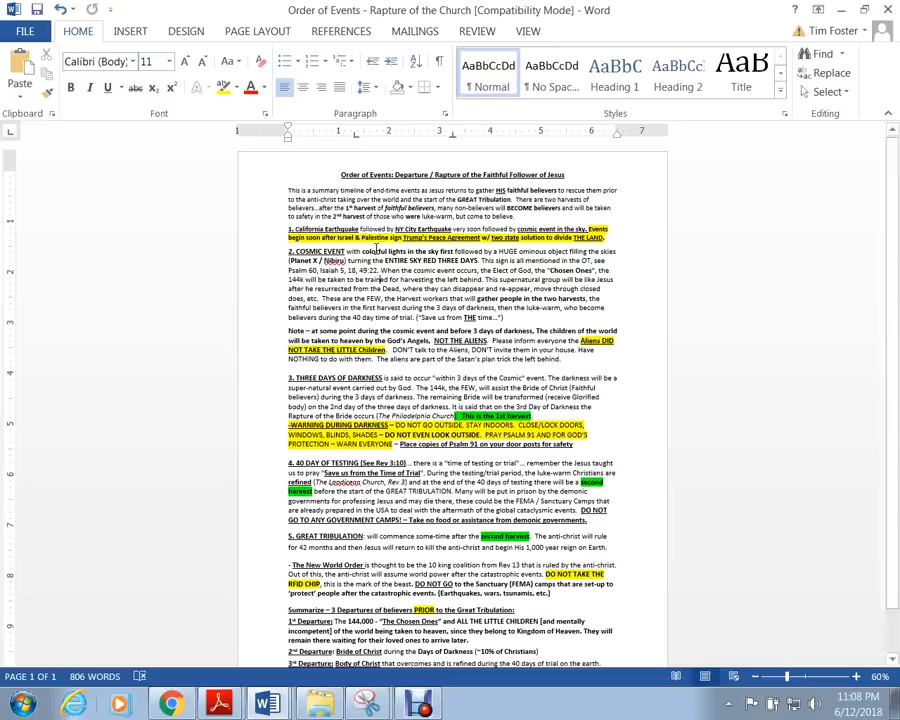 Order of Events - Rapture of the Church [Compatibility Mode] - Word
FILE HOME INSERT DESIGN PAGE LAYOUT REFERENCES MAILINGS REVIEW VIEW Tim Foster
Calibri (Body) 11 AaBbCcDd AaBbCcDd AaBbC AaBbCc AaB Find
Paste ¶ Normal ¶ No Spac... Heading 1 Heading 2 Title Replace
Select
Clipboard Font Paragraph Styles Editing
Order of Events: Departure / Rapture of the Faithful Follower of Jesus
This is a summary timeline of end-time events as Jesus returns to gather HIS faithful believers to rescue them prior
to the anti-christ taking over the world and the start of the GREAT Tribulation. There are two harvests of
believers...after the 1st harvest of faithful believers, many non-believers will BECOME believers and will be taken
to safety in the 2nd harvest of those who were luke-warm, but come to believe.
1. California Earthquake followed by NY City Earthquake very soon followed by cosmic event in the sky. Events
begin soon after Israel & Palestine sign Trump's Peace Agreement w/ two state solution to divide THE LAND.
2. COSMIC EVENT with colorful lights in the sky first followed by a HUGE ominous object filling the skies
(Planet X / Nibiru) turning the ENTIRE SKY RED THREE DAYS. This sign is all mentioned in the OT, see
Psalm 60, Isaiah 5, 18, 49:22. When the cosmic event occurs, the Elect of God, the "Chosen Ones", the
144k will be taken to be trained for harvesting the left behind. This supernatural group will be like Jesus
after he resurrected from the Dead, where they can disappear and re-appear, move through closed
does, etc. These are the FEW, the Harvest workers that will gather people in the two harvests, the
faithful believers in the first harvest during the 3 days of darkness, then the luke-warm, who become
believers during the 40 day time of trial. ("Save us from THE time...")
Note – at some point during the cosmic event and before 3 days of darkness, The children of the world
will be taken to heaven by the God's Angels, NOT THE ALIENS. Please inform everyone the Aliens DID
NOT TAKE THE LITTLE Children. DON'T talk to the Aliens, DON'T invite them in your house. Have
NOTHING to do with them. The aliens are part of the Satan's plan trick the left behind.
3. THREE DAYS OF DARKNESS is said to occur "within 3 days of the Cosmic" event. The darkness will be a
super-natural event carried out by God. The 144k, the FEW, will assist the Bride of Christ (Faithful
believers) during the 3 days of darkness. The remaining Bride will be transformed (receive Glorified
body) on the 2nd day of the three days of darkness. It is said that on the 3rd Day of Darkness the
Rapture of the Bride occurs (The Philadelphia Church). This is the 1st harvest.
-WARNING DURING DARKNESS – DO NOT GO OUTSIDE. STAY INDOORS. CLOSE/LOCK DOORS,
WINDOWS, BLINDS, SHADES – DO NOT EVEN LOOK OUTSIDE. PRAY PSALM 91 AND FOR GOD'S
PROTECTION – WARN EVERYONE – Place copies of Psalm 91 on your door posts for safety
4. 40 DAY OF TESTING (See Rev 3:10)... there is a "time of testing or trial"... remember the Jesus taught
us to pray "Save us from the Time of Trial". During the testing/trial period, the luke-warm Christians are
refined (The Laodicean Church, Rev 3) and at the end of the 40 days of testing there will be a second
harvest before the start of the GREAT TRIBULATION. Many will be put in prison by the demonic
governments for professing Jesus and may die there, these could be the FEMA / Sanctuary Camps that
are already prepared in the USA to deal with the aftermath of the global cataclysmic events. DO NOT
GO TO ANY GOVERNMENT CAMPS! – Take no food or assistance from demonic governments.
5. GREAT TRIBULATION: will commence some-time after the second harvest. The anti-christ will rule
for 42 months and then Jesus will return to kill the anti-christ and begin His 1,000 year reign on Earth.
- The New World Order is thought to be the 10 king coalition from Rev 13 that is ruled by the anti-christ.
Out of this, the anti-christ will assume world power after the catastrophic events. DO NOT TAKE THE
RFID CHIP, this is the mark of the beast. DO NOT GO to the Sanctuary (FEMA) camps that are set-up to
'protect' people after the catastrophic events. (Earthquakes, wars, tsunamis, etc.)
Summarize – 3 Departures of believers PRIOR to the Great Tribulation:
1st Departure: The 144,000 - "The Chosen Ones" and ALL THE LITTLE CHILDREN [and mentally
incompetent] of the world being taken to heaven, since they belong to Kingdom of Heaven. They will
remain there waiting for their loved ones to arrive later.
2nd Departure: Bride of Christ during the Days of Darkness (~10% of Christians)
3rd Departure: Body of Christ that overcomes and is refined during the 40 days of trial on the earth.
PAGE 1 OF 1 806 WORDS 60%
11:08 PM
6/12/2018